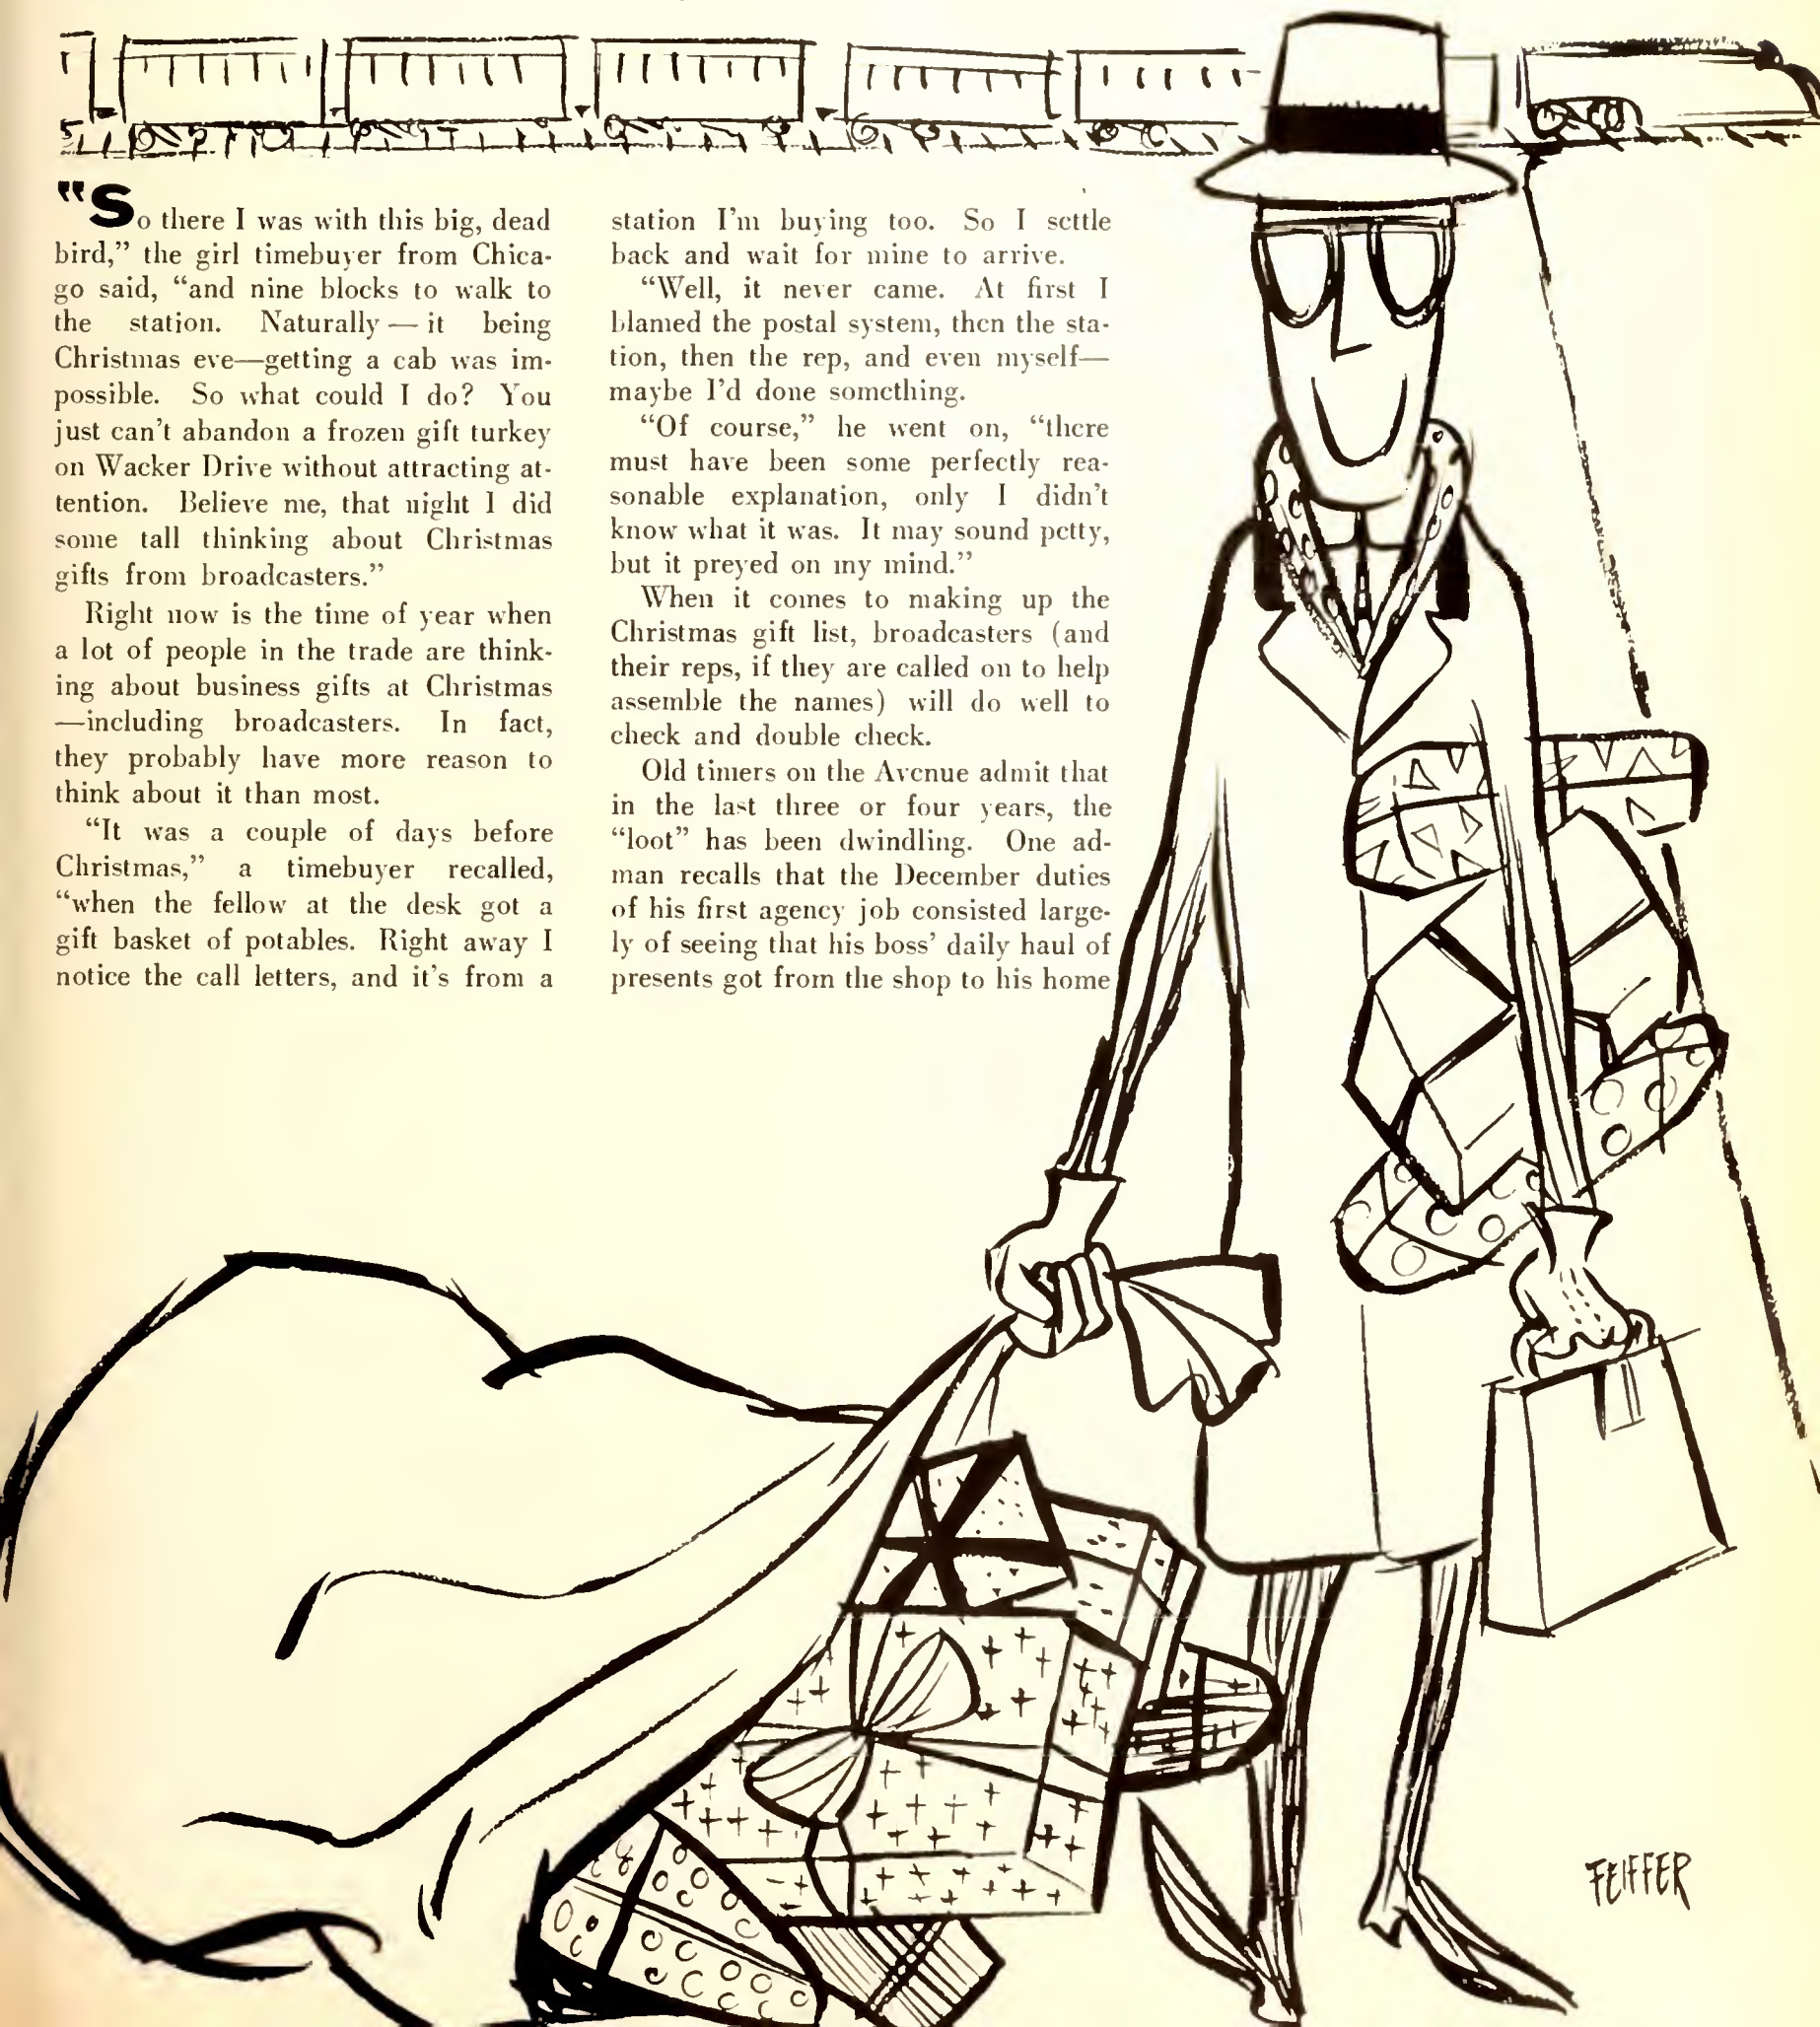 "So there I was with this big, dead
bird,” the girl timebuyer from Chica-
go said, “and nine blocks to walk to
the station. Naturally — it being
Christmas eve—getting a cab was im-
possible. So what could I do? You
just can't abandon a frozen gift turkey
on Wacker Drive without attracting at-
tention. Believe me, that night I did
some tall thinking about Christmas
gifts from broadcasters.”
Right now is the time of year when
a lot of people in the trade are think-
ing about business gifts at Christmas
—including broadcasters. In fact,
they probably have more reason to
think about it than most.
“It was a couple of days before
Christmas,” a timebuyer recalled,
“when the fellow at the desk got a
gift basket of potables. Right away I
notice the call letters, and it's from a
station I'm buying too. So I settle
back and wait for mine to arrive.
“Well, it never came. At first I
blamed the postal system, then the sta-
tion, then the rep, and even myself—
maybe I'd done something.
“Of course,” he went on, “there
must have been some perfectly rea-
sonable explanation, only I didn't
know what it was. It may sound petty,
but it preyed on my mind.”
When it comes to making up the
Christmas gift list, broadcasters (and
their reps, if they are called on to help
assemble the names) will do well to
check and double check.
Old timers on the Avenue admit that
in the last three or four years, the
“loot” has been dwindling. One ad-
man recalls that the December duties
of his first agency job consisted large-
ly of seeing that his boss' daily haul of
presents got from the shop to his home
FEIFFER